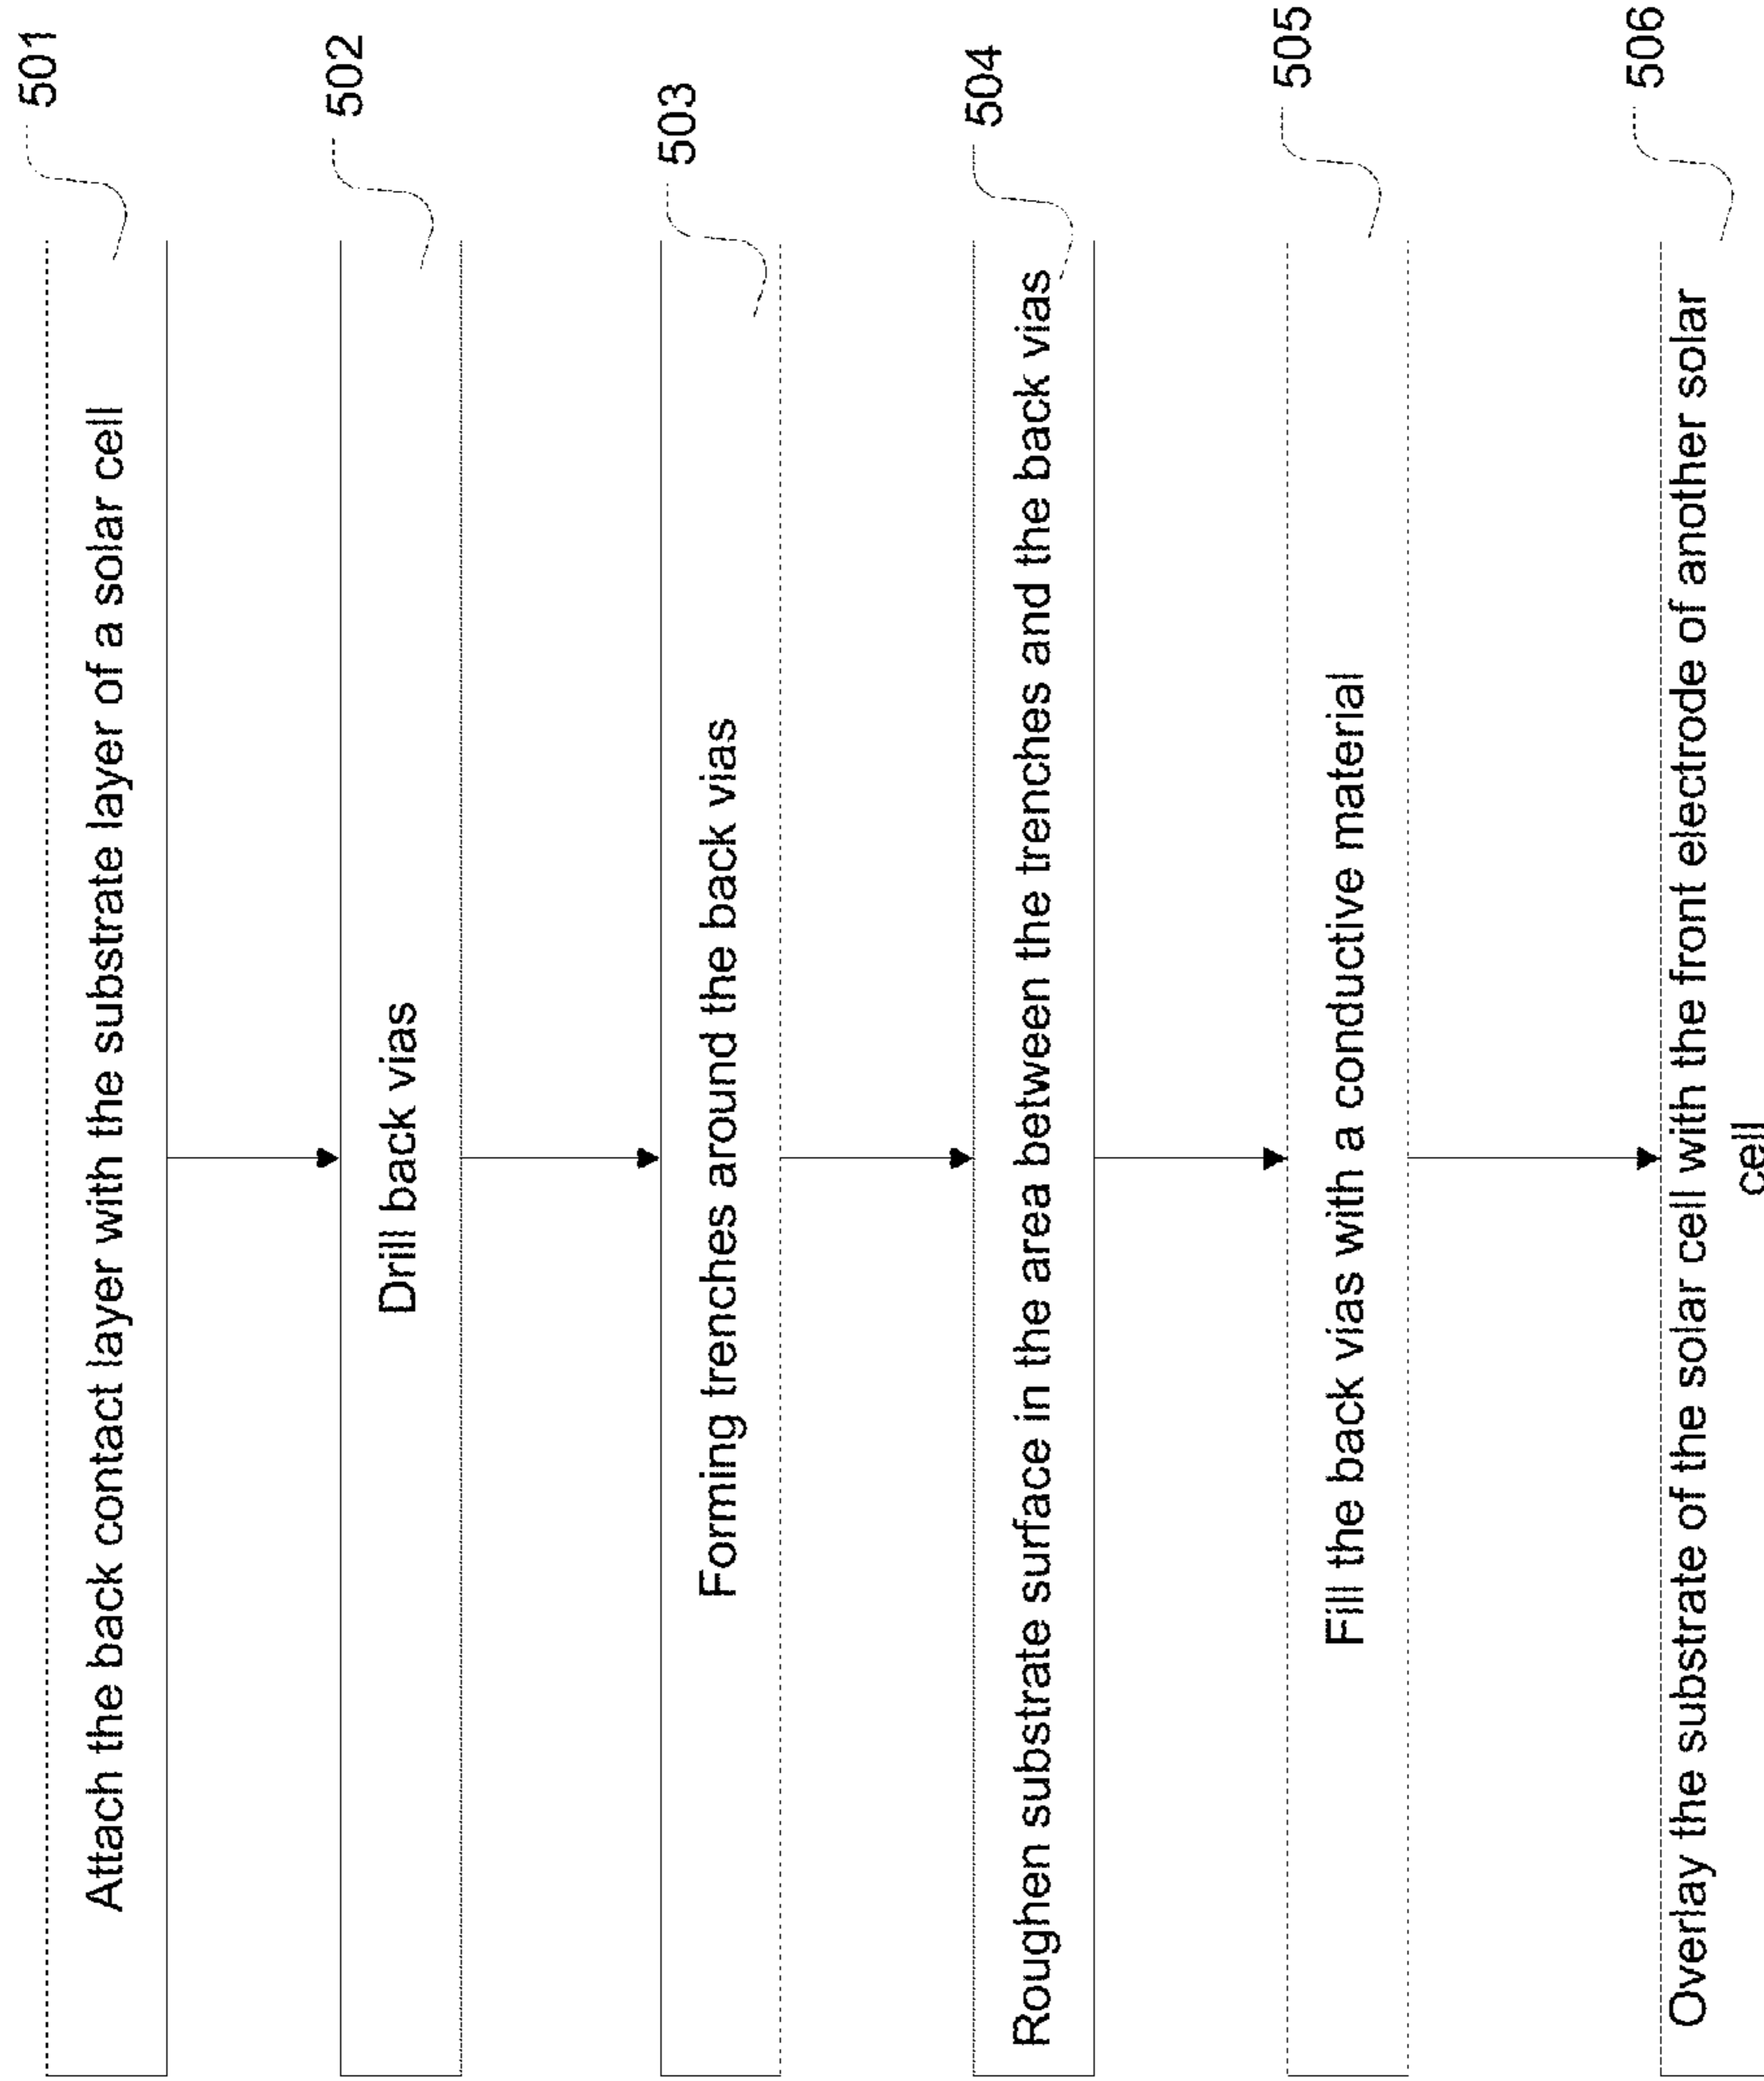 501
Attach the back contact layer with the substrate layer of a solar cell
502
Drill back vias
503
Forming trenches around the back vias
504
Roughen substrate surface in the area between the trenches and the back vias
505
Fill the back vias with a conductive material
506
Overlay the substrate of the solar cell with the front electrode of another solar
cell